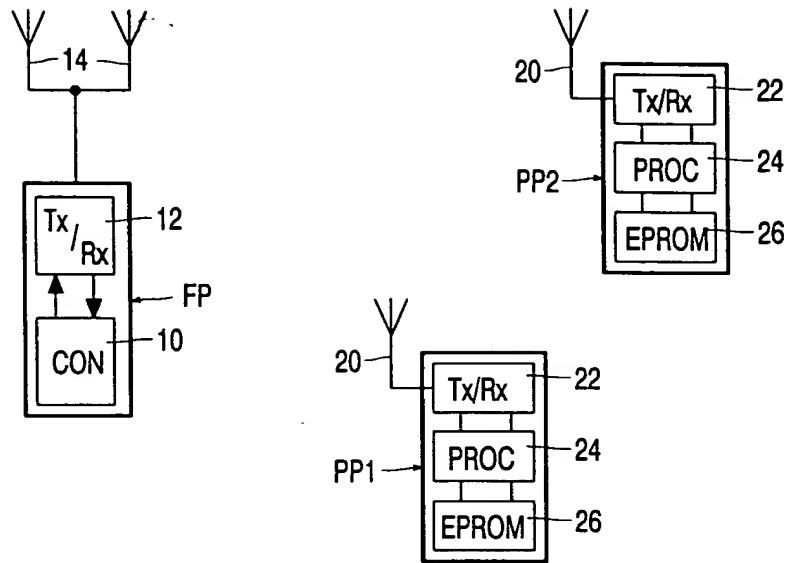 14
Tx/Rx
12
FP
10
CON
20
Tx/Rx
22
PP2
PROC
24
EPROM
26
20
Tx/Rx
22
PP1
PROC
24
EPROM
26